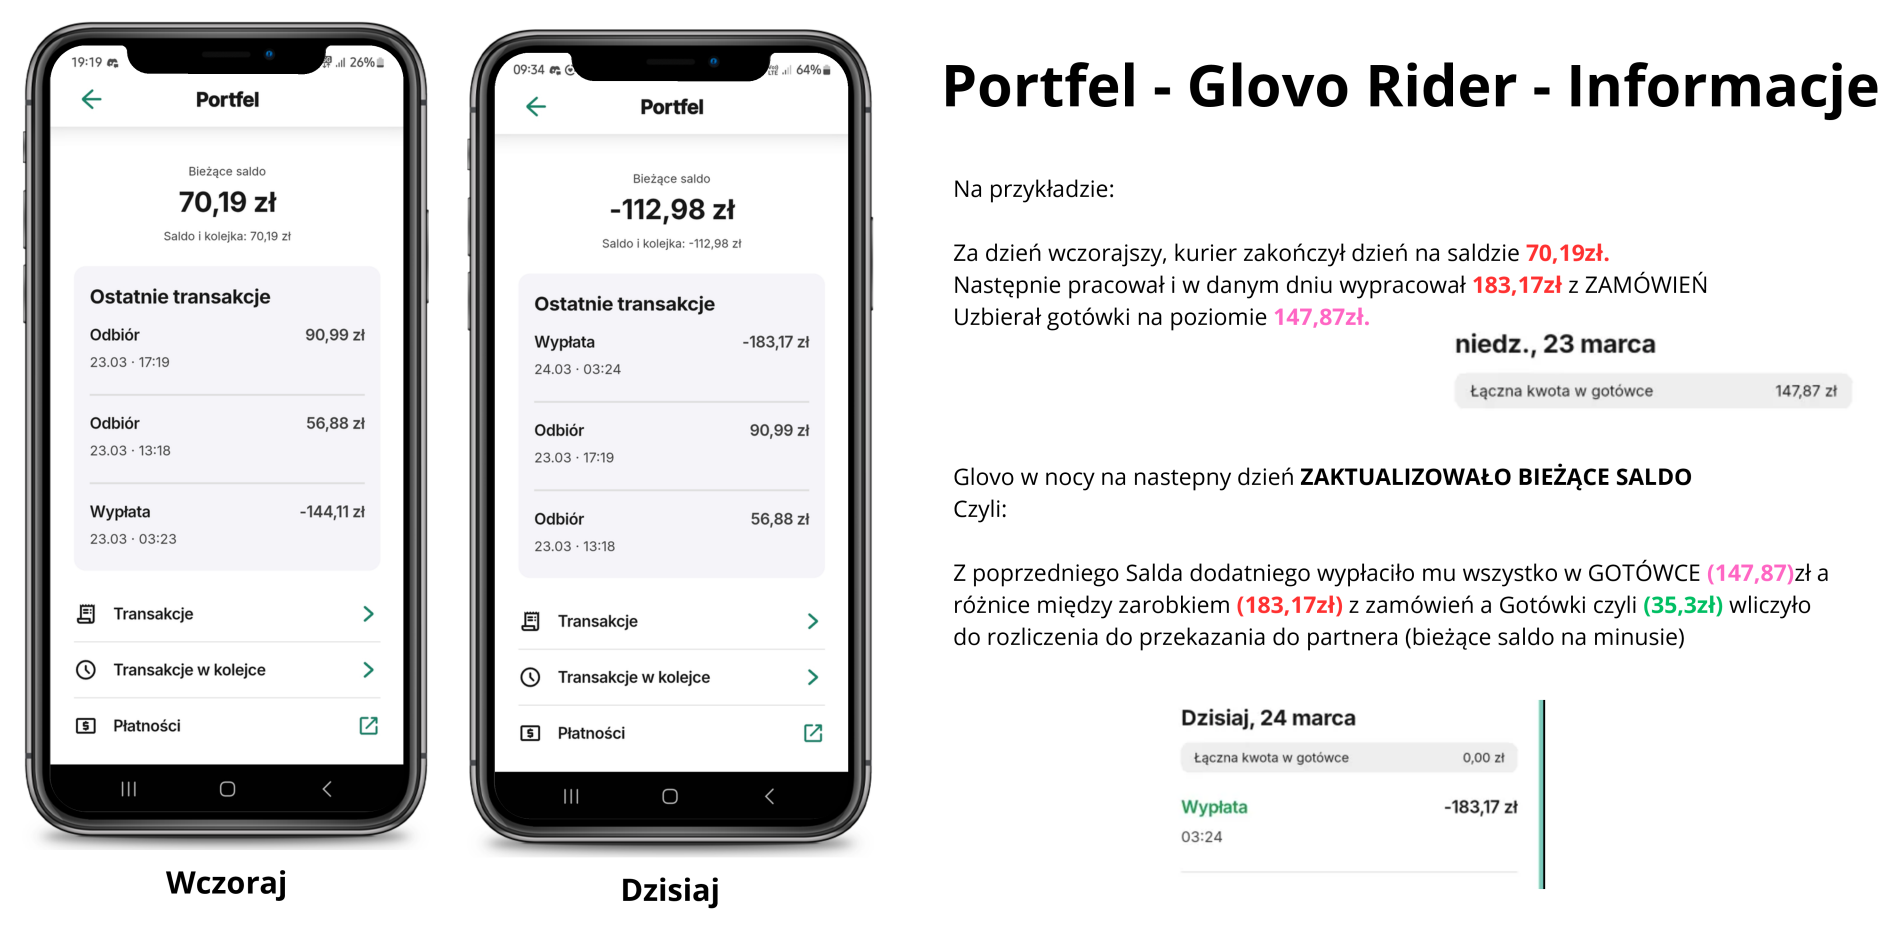 19:19
26%
Portfel
Bieżące saldo
70,19 zł
Saldo i kolejka: 70,19 zł
Ostatnie transakcje
Odbiór 90,99 zł
23.03 · 17:19
Odbiór 56,88 zł
23.03 · 13:18
Wypłata -144,11 zł
23.03 · 03:23
Transakcje
Transakcje w kolejce
Płatności
Wczoraj
09:34
64%
Portfel
Bieżące saldo
-112,98 zł
Saldo i kolejka: -112,98 zł
Ostatnie transakcje
Wypłata -183,17 zł
24.03 · 03:24
Odbiór 90,99 zł
23.03 · 17:19
Odbiór 56,88 zł
23.03 · 13:18
Transakcje
Transakcje w kolejce
Płatności
Dzisiaj
Portfel - Glovo Rider - Informacje
Na przykładzie:
Za dzień wczorajszy, kurier zakończył dzień na saldzie 70,19zł.
Następnie pracował i w danym dniu wypracował 183,17zł z ZAMÓWIEŃ
Uzbierał gotówki na poziomie 147,87zł.
niedz., 23 marca
Łączna kwota w gotówce 147,87 zł
Glovo w nocy na nastepny dzień ZAKTUALIZOWAŁO BIEŻĄCE SALDO
Czyli:
Z poprzedniego Salda dodatniego wypłaciło mu wszystko w GOTÓWCE (147,87)zł a
różnice między zarobkiem (183,17zł) z zamówień a Gotówki czyli (35,3zł) wliczyło
do rozliczenia do przekazania do partnera (bieżące saldo na minusie)
Dzisiaj, 24 marca
Łączna kwota w gotówce 0,00 zł
Wypłata -183,17 zł
03:24